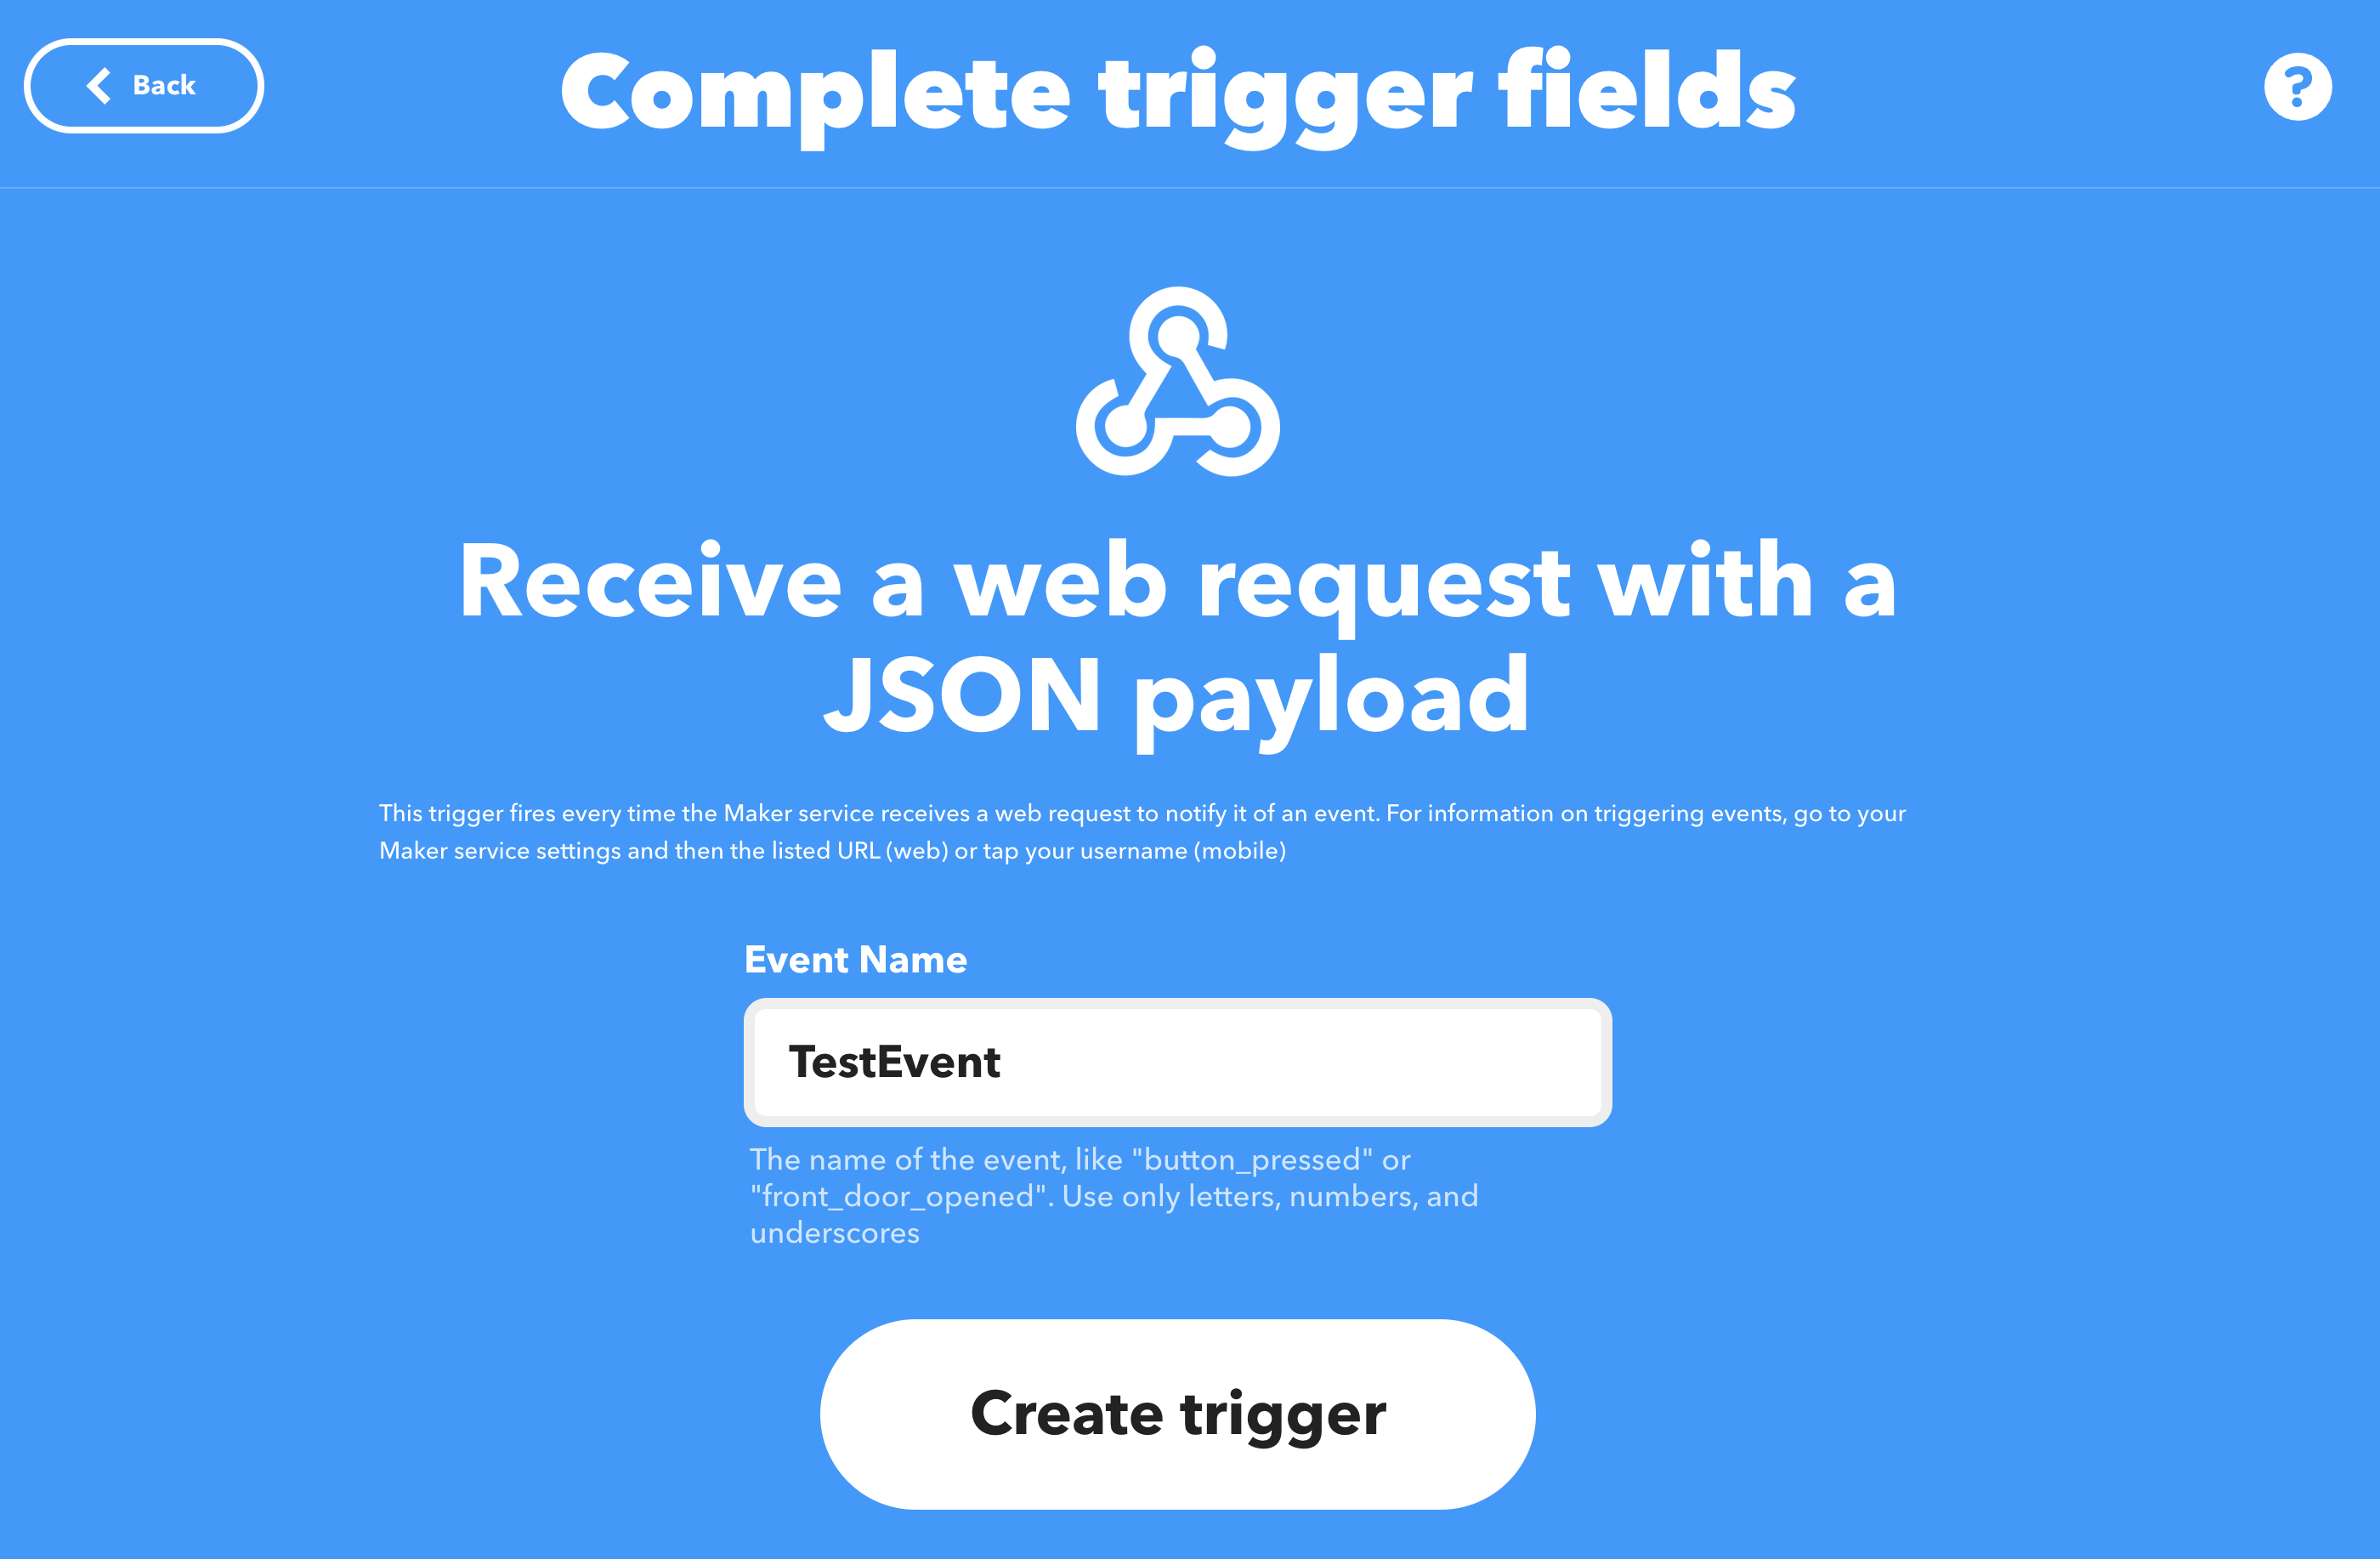 Back
Complete trigger fields
?
Receive a web request with a
JSON payload
This trigger fires every time the Maker service receives a web request to notify it of an event. For information on triggering events, go to your
Maker service settings and then the listed URL (web) or tap your username (mobile)
Event Name
TestEvent
The name of the event, like "button_pressed" or
"front_door_opened". Use only letters, numbers, and
underscores
Create trigger